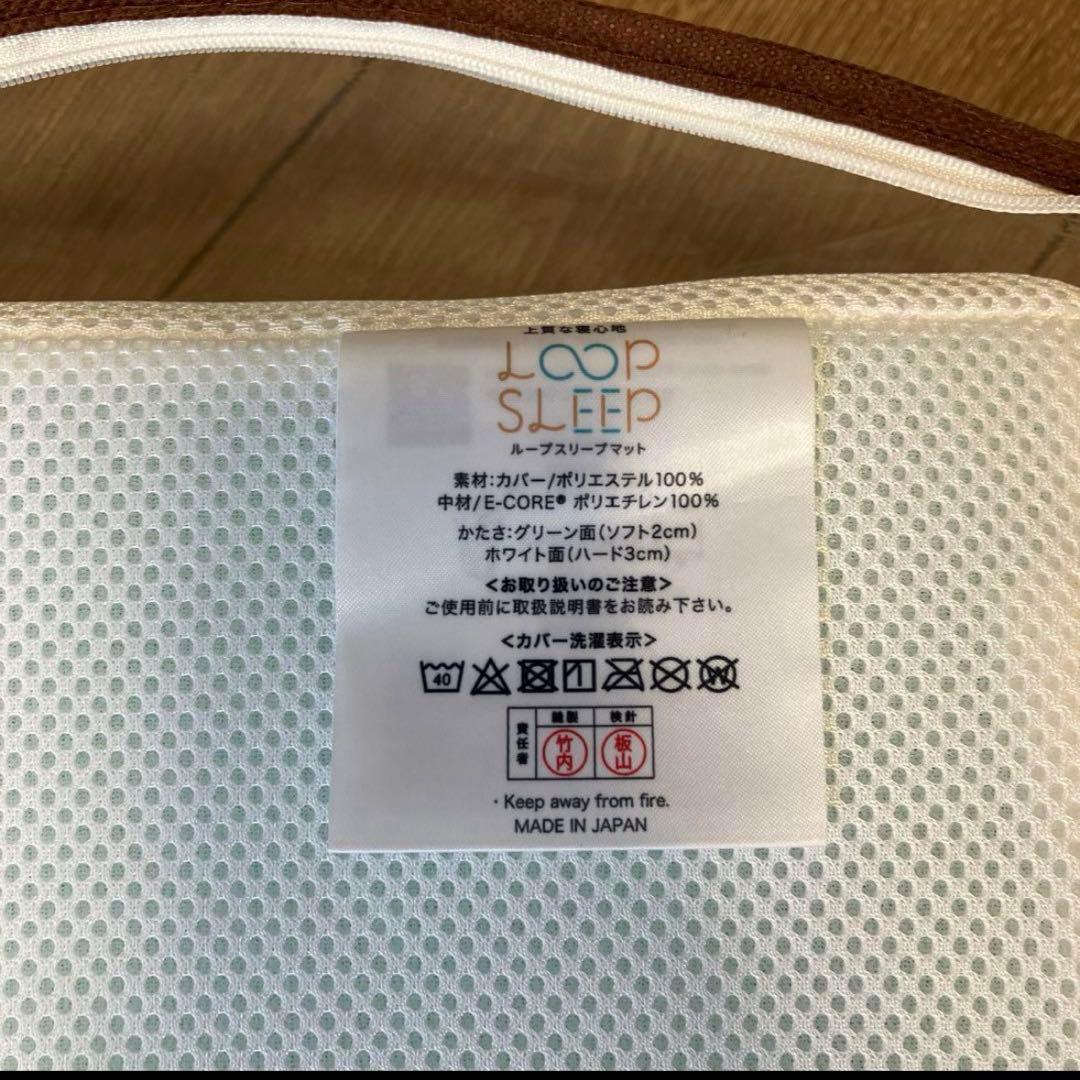 上質な寝心地
LOOP
SLEEP
ループスリープマット
素材:カバー/ポリエステル100%
中材/E-CORE® ポリエチレン100%
かたさ:グリーン面(ソフト2cm)
ホワイト面(ハード3cm)
<お取り扱いのご注意>
ご使用前に取扱説明書をお読み下さい。
<カバー洗濯表示>
40 W
責任者 縫製 検針
竹内 板山
・Keep away from fire.
MADE IN JAPAN